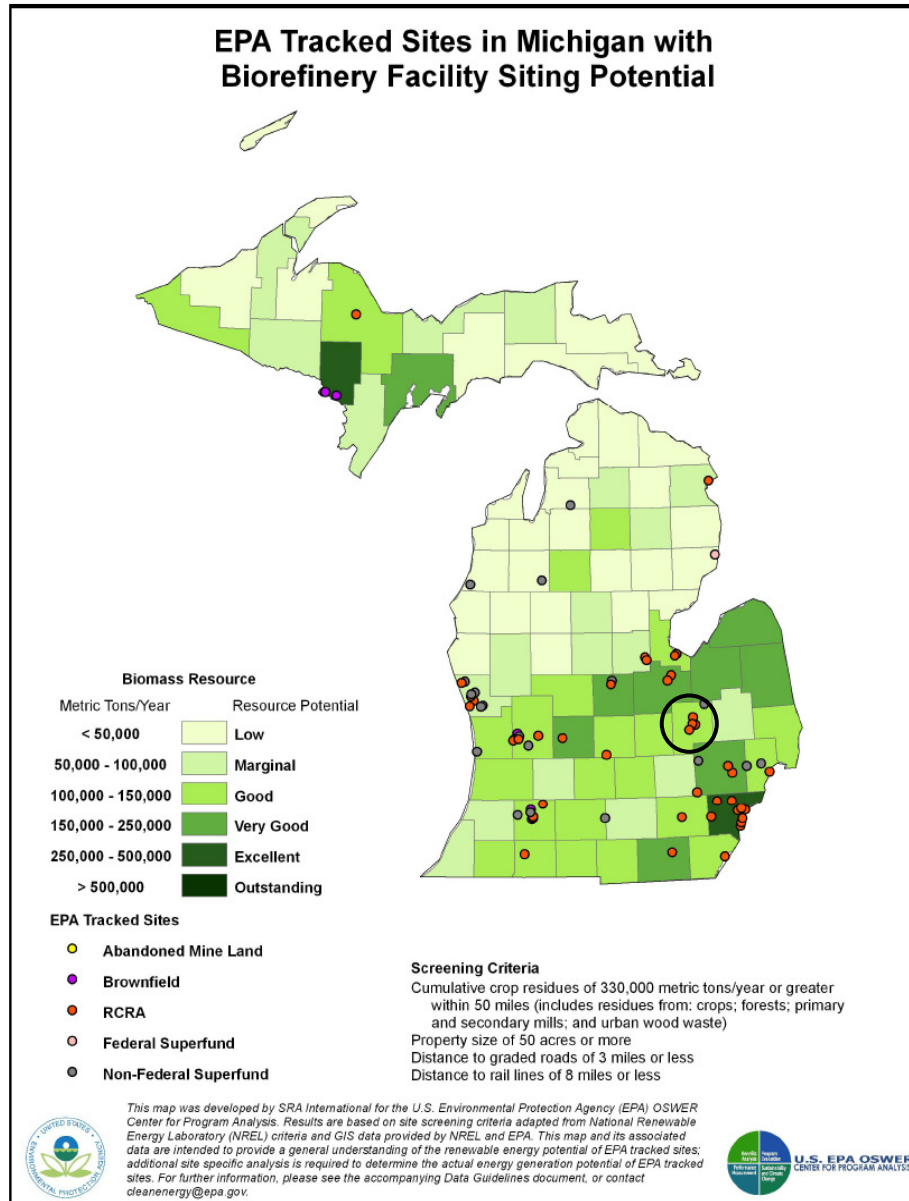 EPA Tracked Sites in Michigan with
Biorefinery Facility Siting Potential
Biomass Resource
Metric Tons/Year Resource Potential
< 50,000 Low
50,000 - 100,000 Marginal
100,000 - 150,000 Good
150,000 - 250,000 Very Good
250,000 - 500,000 Excellent
> 500,000 Outstanding
EPA Tracked Sites
Abandoned Mine Land
Brownfield
RCRA
Federal Superfund
Non-Federal Superfund
Screening Criteria
Cumulative crop residues of 330,000 metric tons/year or greater
within 50 miles (includes residues from: crops; forests; primary
and secondary mills; and urban wood waste)
Property size of 50 acres or more
Distance to graded roads of 3 miles or less
Distance to rail lines of 8 miles or less
This map was developed by SRA International for the U.S. Environmental Protection Agency (EPA) OSWER
Center for Program Analysis. Results are based on site screening criteria adapted from National Renewable
Energy Laboratory (NREL) criteria and GIS data provided by NREL and EPA. This map and its associated
data are intended to provide a general understanding of the renewable energy potential of EPA tracked sites;
additional site specific analysis is required to determine the actual energy generation potential of EPA tracked
sites. For further information, please see the accompanying Data Guidelines document, or contact
cleanenergy@epa.gov.
UNITED STATES
ENVIRONMENTAL PROTECTION AGENCY
U.S. EPA OSWER
CENTER FOR PROGRAM ANALYSIS